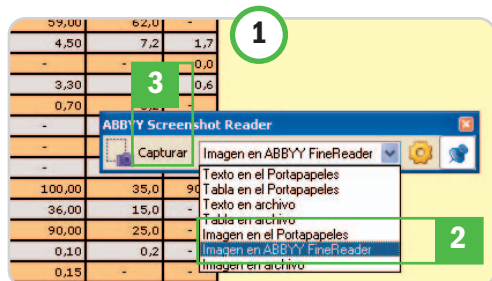 59,00 62,0 -
1
4,50 7,2 1,7
- - 0,0
3
3,30 0,6
0,70
ABBYY Screenshot Reader
-
- Capturar Imagen en ABBYY FineReader
- Texto en el Portapapeles
Tabla en el Portapapeles
100,00 35,0 90
Texto en archivo
36,00 15,0 -
Tabla en archivo
90,00 25,0 -
Imagen en el Portapapeles
2
0,10 0,2 -
Imagen en ABBYY FineReader
Imagen en archivo
0,15 - -